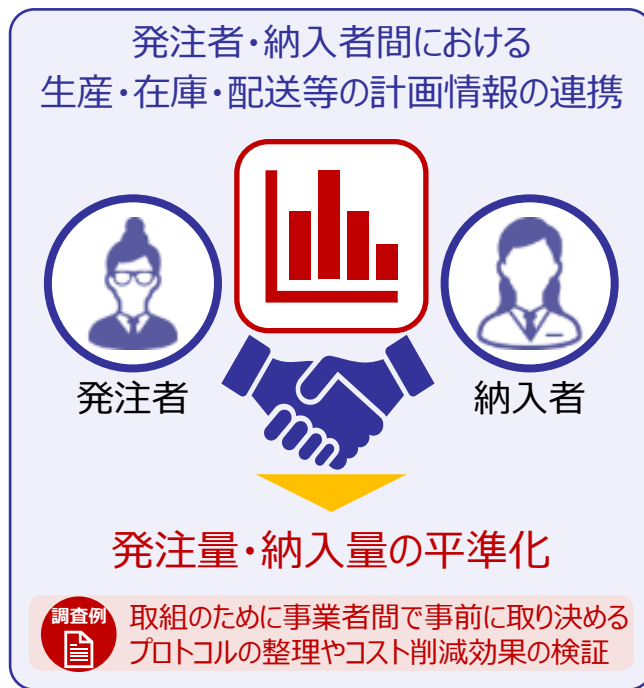 発注者・納入者間における
生産・在庫・配送等の計画情報の連携
発注者
納入者
発注量・納入量の平準化
調査例
取組のために事業者間で事前に取り決める
プロトコルの整理やコスト削減効果の検証